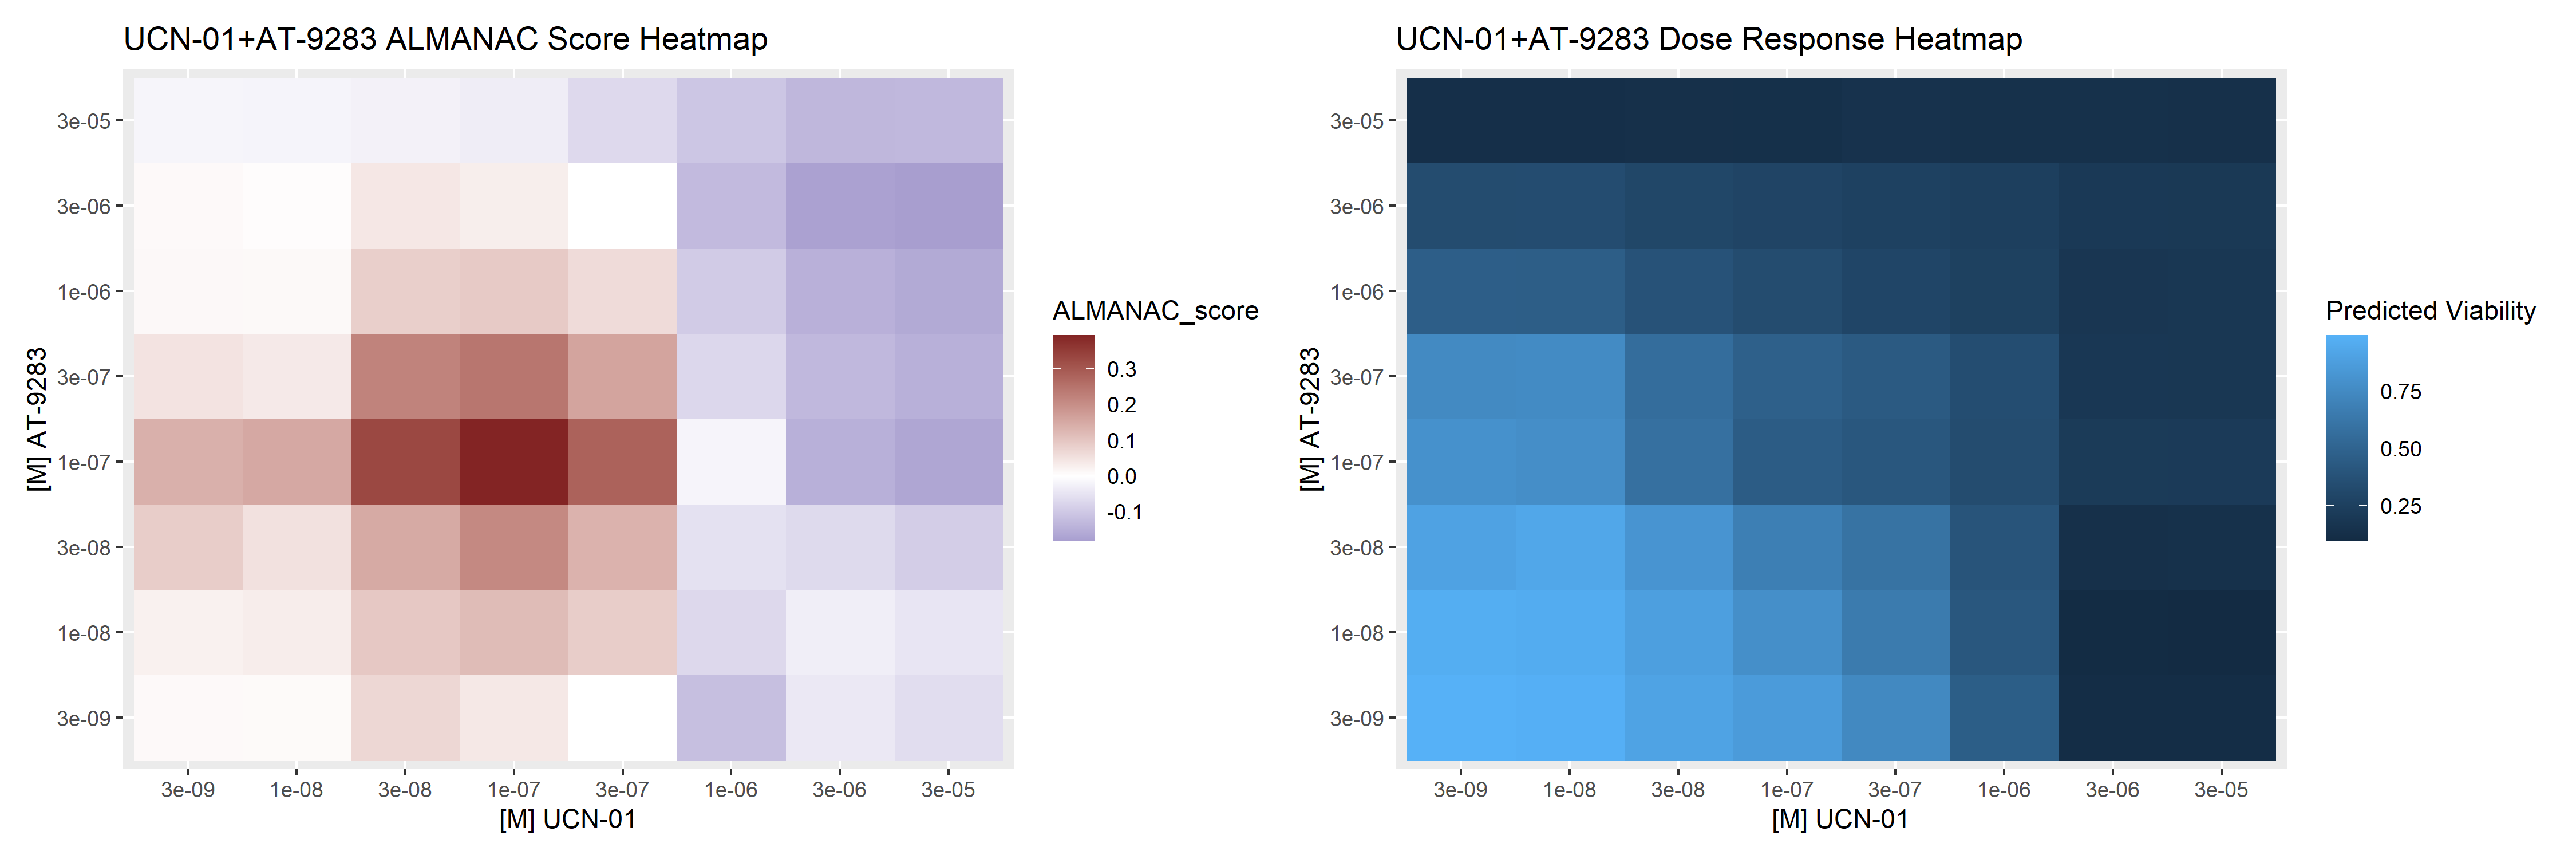 UCN-01+AT-9283 ALMANAC Score Heatmap
[M] AT-9283
3e-05
3e-06
1e-06
3e-07
1e-07
3e-08
1e-08
3e-09
3e-09 1e-08 3e-08 1e-07 3e-07 1e-06 3e-06 3e-05
[M] UCN-01
ALMANAC_score
0.3
0.2
0.1
0.0
-0.1
UCN-01+AT-9283 Dose Response Heatmap
[M] AT-9283
3e-05
3e-06
1e-06
3e-07
1e-07
3e-08
1e-08
3e-09
3e-09 1e-08 3e-08 1e-07 3e-07 1e-06 3e-06 3e-05
[M] UCN-01
Predicted Viability
0.75
0.50
0.25